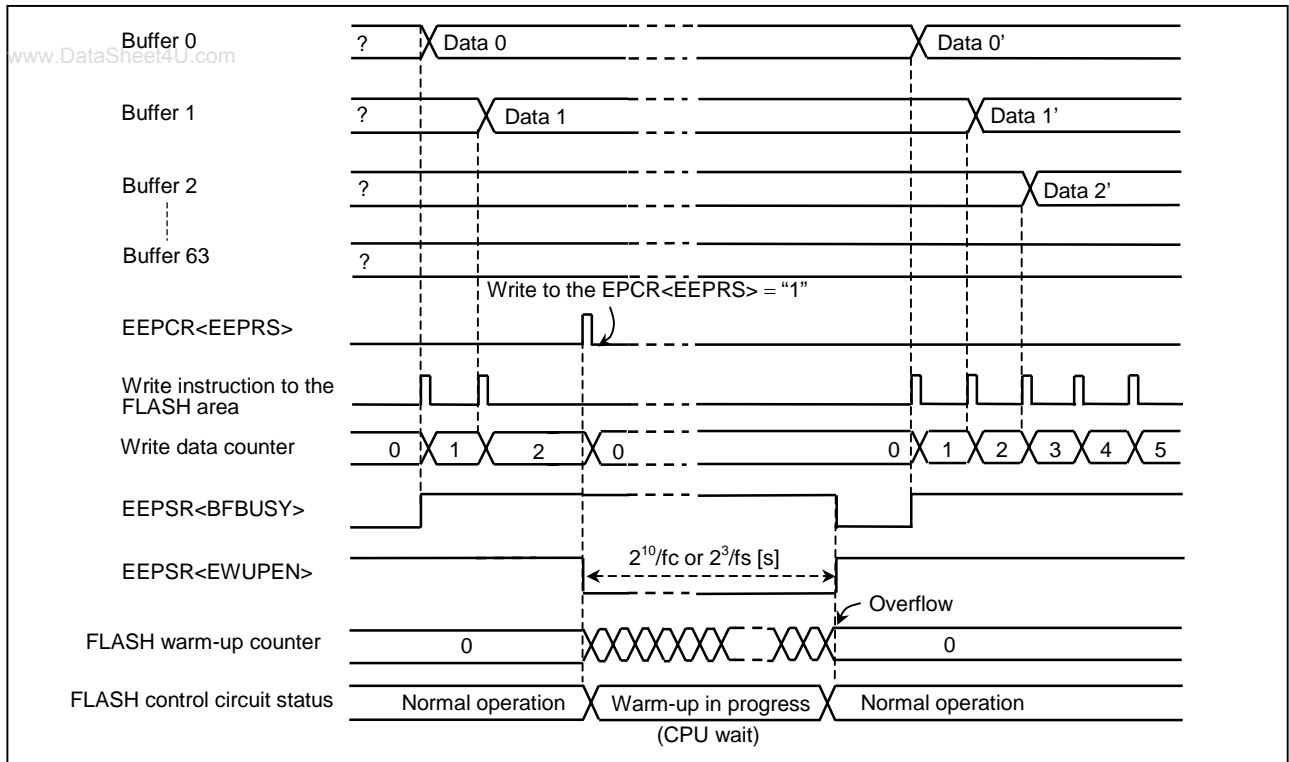 Buffer 0 ? Data 0 Data 0’
www.DataSheet4U.com
Buffer 1 ? Data 1 Data 1’
Buffer 2 ? Data 2’
Buffer 63 ?
Write to the EPCR<EEPRS> = “1”
EEPCR<EEPRS>
Write instruction to the
FLASH area
Write data counter 0 1 2 0 0 1 2 3 4 5
EEPSR<BFBUSY>
2¹⁰/fc or 2³/fs [s]
EEPSR<EWUPEN>
Overflow
FLASH warm-up counter 0 0
FLASH control circuit status Normal operation Warm-up in progress Normal operation
(CPU wait)